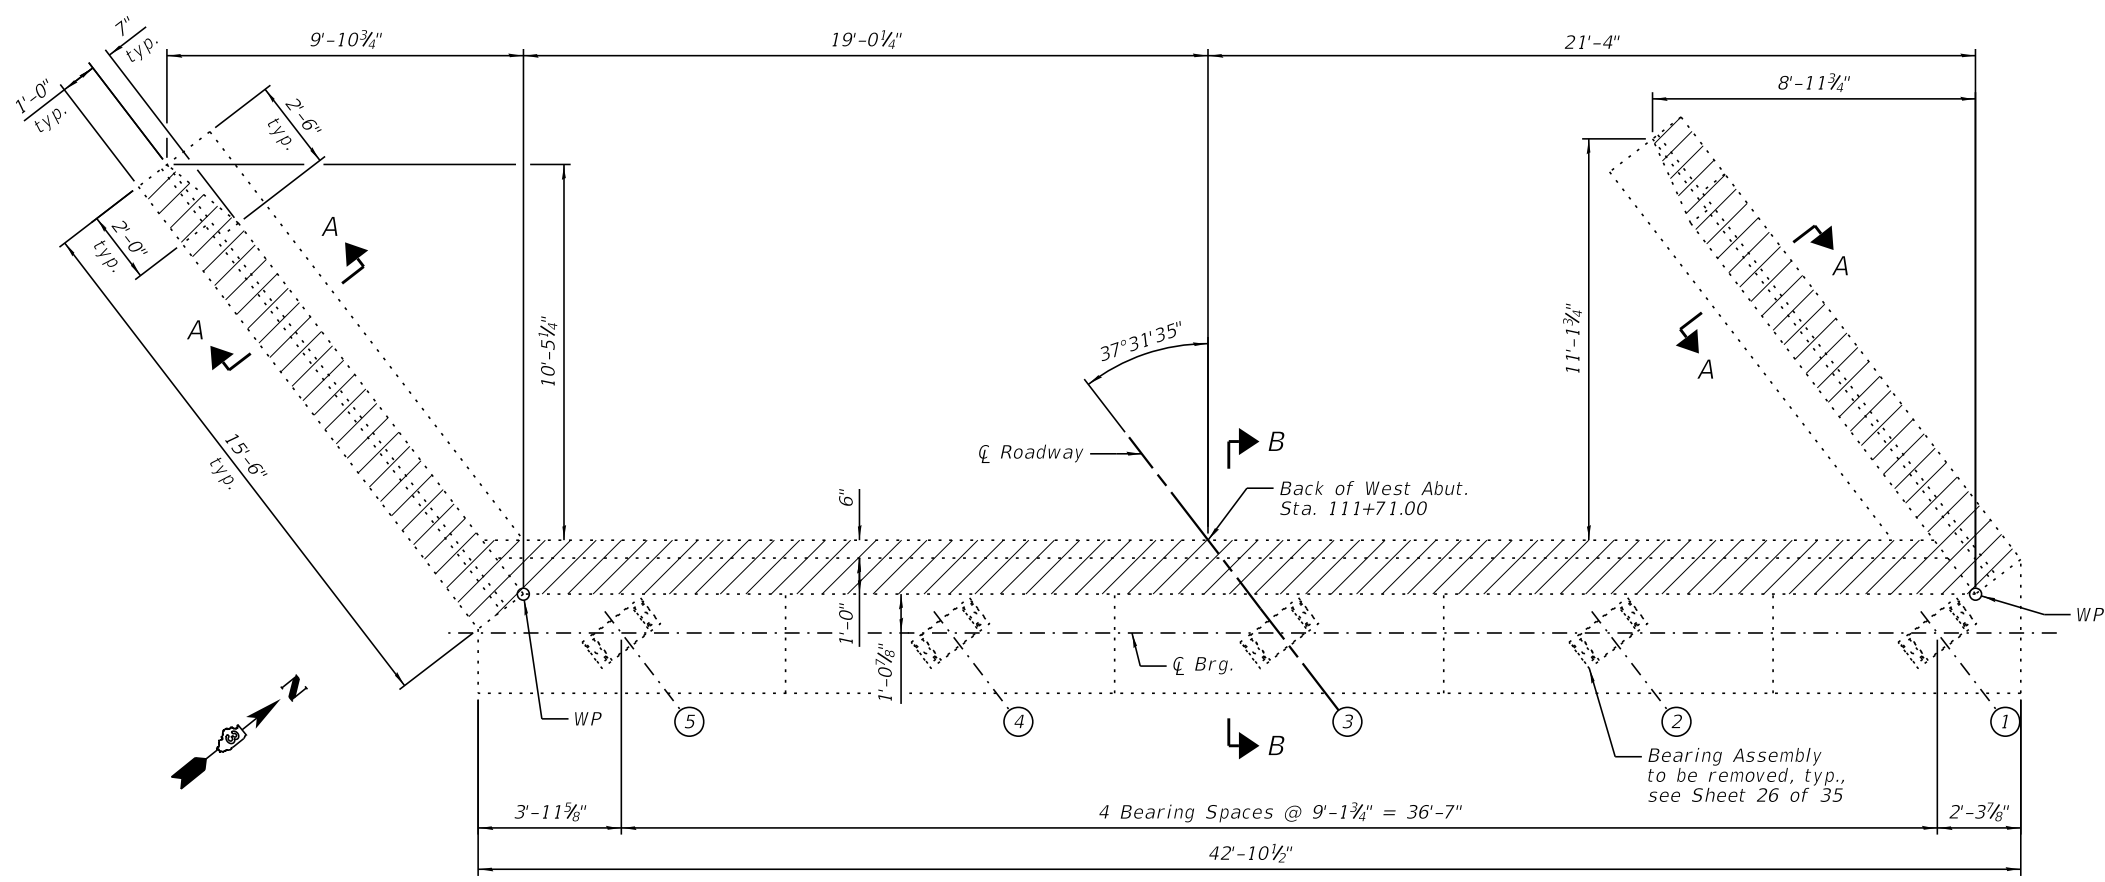 7"
typ.
9'-10¾"
19'-0¼"
21'-4"
8'-11¾"
1'-0"
typ.
2'-6"
typ.
2'-0"
typ.
A
A
A
A
10'-5¼"
11'-1¾"
37°31'35"
℄ Roadway
B
Back of West Abut.
Sta. 111+71.00
15'-6"
typ.
6"
1'-0"
1'-0⅞"
℄ Brg.
WP
WP
N
3
5
4
3
2
1
B
Bearing Assembly
to be removed, typ.,
see Sheet 26 of 35
3'-11⅝"
4 Bearing Spaces @ 9'-1¾" = 36'-7"
2'-3⅞"
42'-10½"